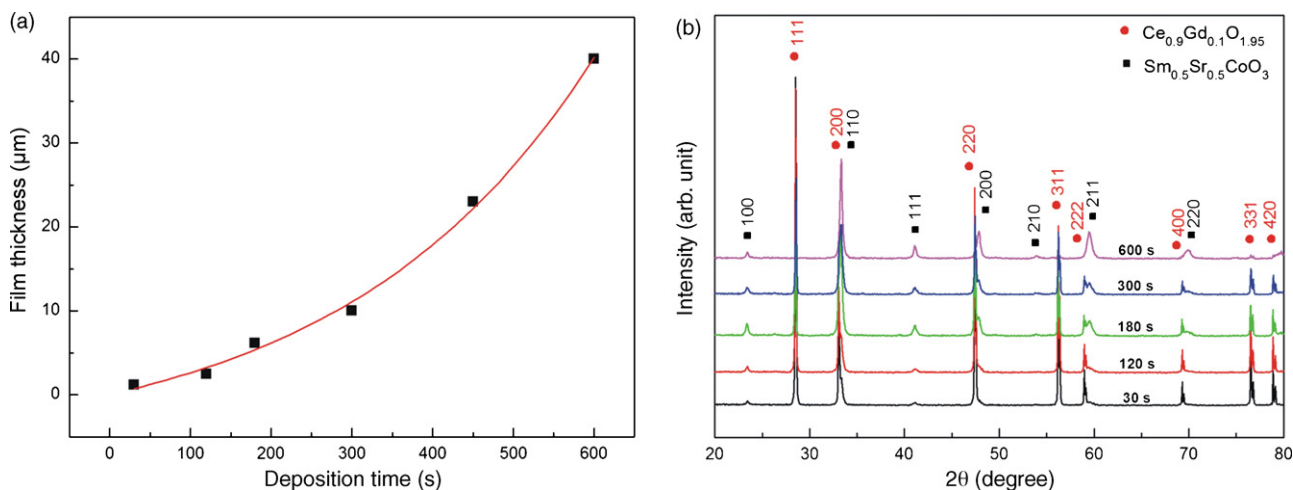 (a)
Film thickness (µm)
40
30
20
10
0
0 100 200 300 400 500 600
Deposition time (s)
(b)
Intensity (arb. unit)
Ce0.9Gd0.1O1.95
Sm0.5Sr0.5CoO3
100
111
200
110
111
220
200
210
311
222
211
400
220
331
420
600 s
300 s
180 s
120 s
30 s
20 30 40 50 60 70 80
2θ (degree)